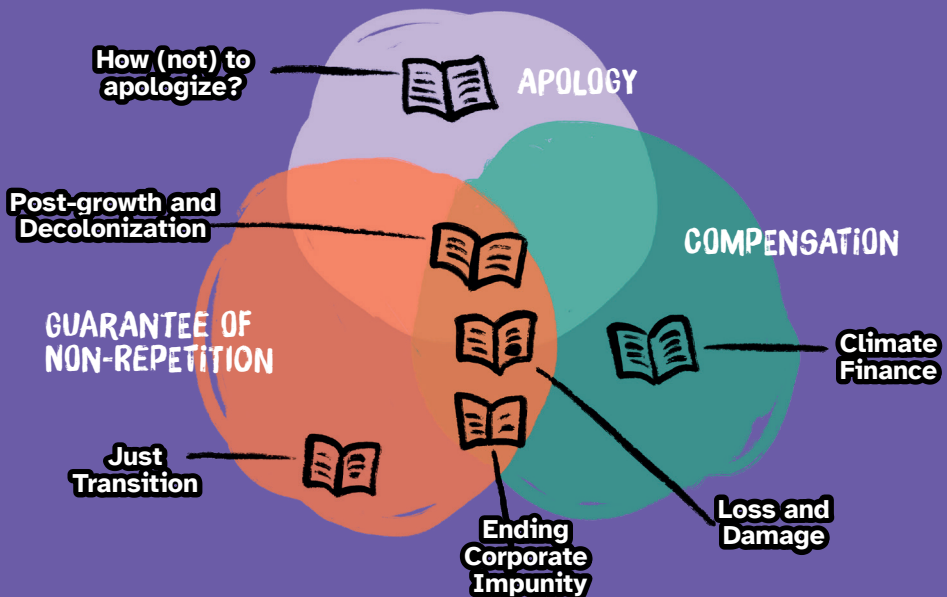 How (not) to
apologize?
APOLOGY
Post-growth and
Decolonization
COMPENSATION
GUARANTEE OF
NON-REPETITION
Climate
Finance
Just
Transition
Loss and
Damage
Ending
Corporate
Impunity